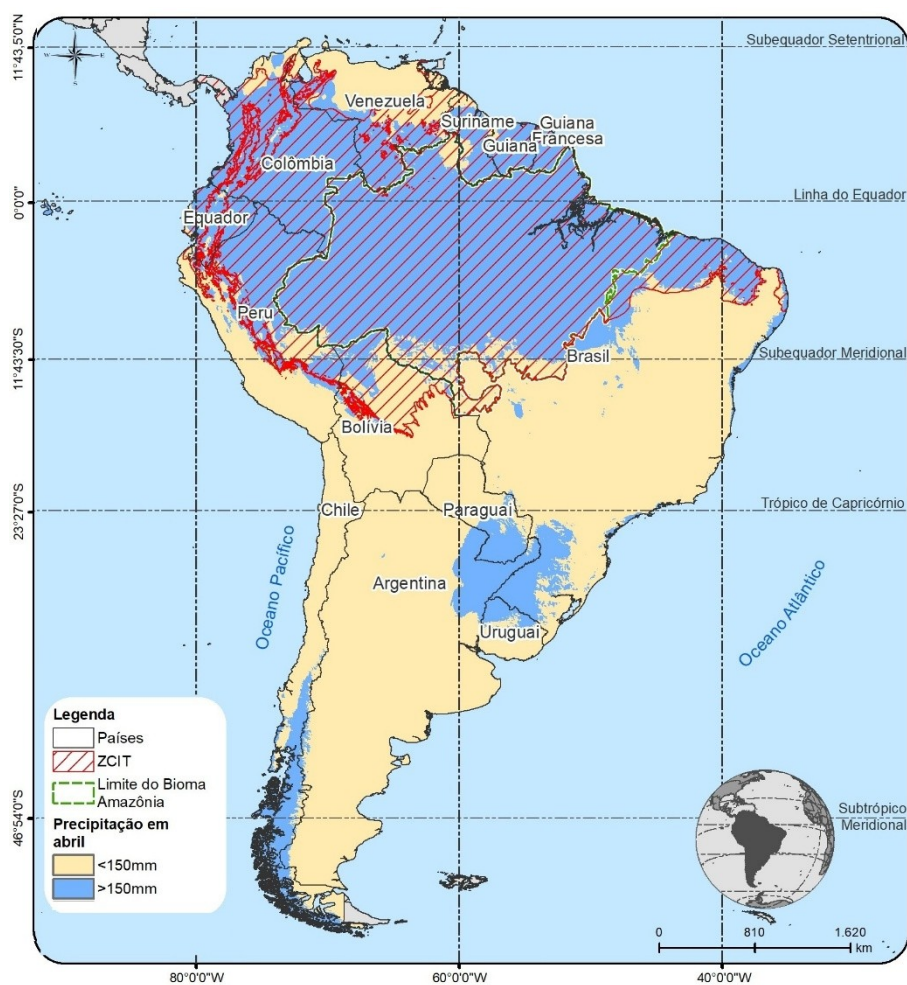 11°43,5'0"N
Subequador Setentrional
Venezuela
Suriname
Guiana
Francesa
Guiana
Colômbia
0°0'0"
Linha do Equador
Equador
Peru
Brasil
11°43'30"S
Subequador Meridional
Bolívia
23°27'0"S
Chile
Paraguai
Trópico de Capricórnio
Argentina
Oceano Pacífico
Oceano Atlântico
Uruguai
Legenda
Países
ZCIT
Limite do Bioma
Amazônia
Precipitação em
abril
<150mm
>150mm
46°54'0"S
Subtrópico
Meridional
0
810
1.620
km
80°0'0"W
60°0'0"W
40°0'0"W